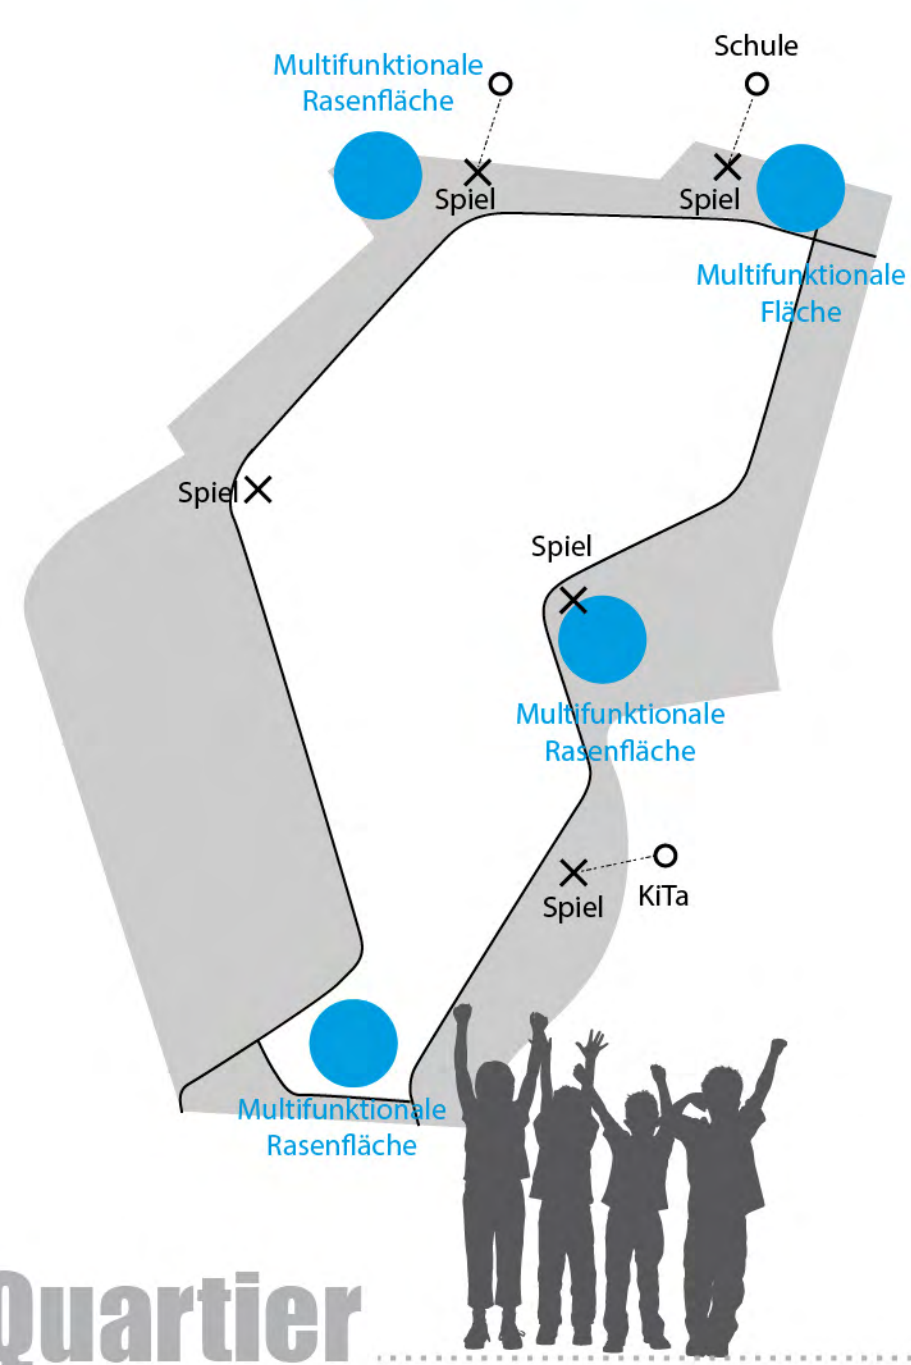 Schule
Multifunktionale
Rasenfläche
Spiel
Spiel
Multifunktionale
Fläche
Spiel
Spiel
Multifunktionale
Rasenfläche
KiTa
Spiel
Multifunktionale
Rasenfläche
Quartier